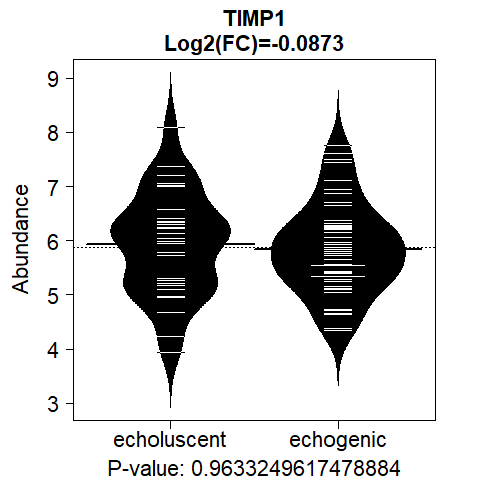 TIMP1
Log2(FC)=-0.0873
9
8
7
6
5
4
3
Abundance
echoluscent echogenic
P-value: 0.9633249617478884